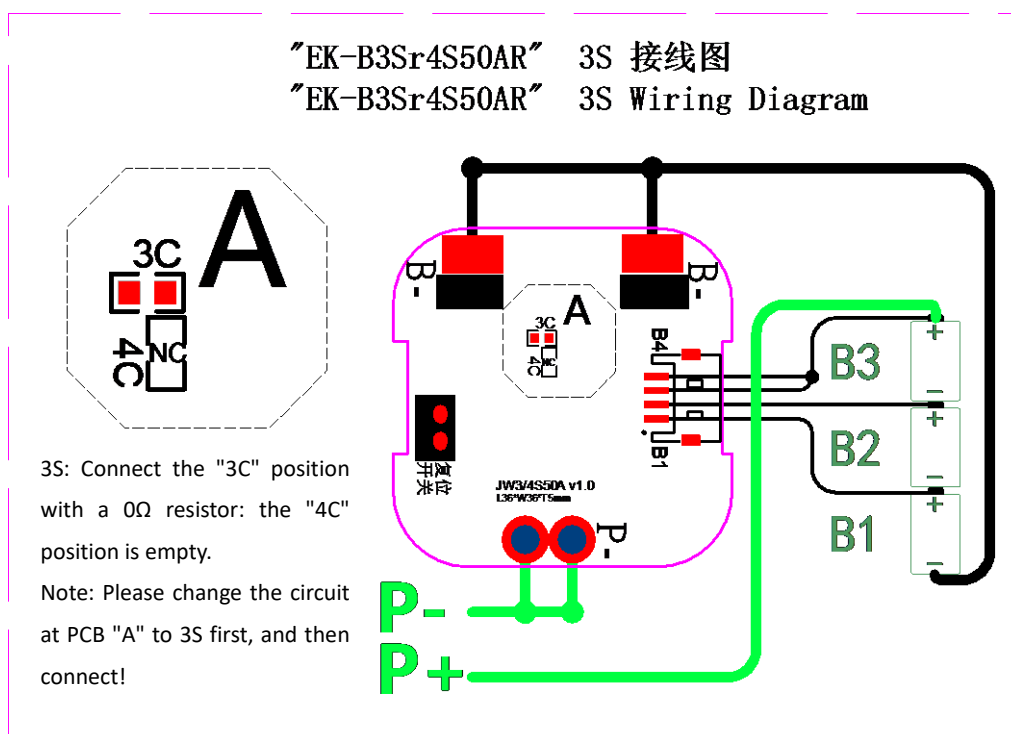 "EK-B3Sr4S50AR" 3S 接线图
"EK-B3Sr4S50AR" 3S Wiring Diagram
A
3C
4C
NC
3S: Connect the "3C" position
with a 0Ω resistor: the "4C"
position is empty.
Note: Please change the circuit
at PCB "A" to 3S first, and then
connect!
B-
B-
A
3C
4C
NC
B4
B1
复位
开关
JW3/4S50A v1.0
L36*W36*T5mm
P-
+
B3
-
+
B2
-
+
B1
-
P-
P+